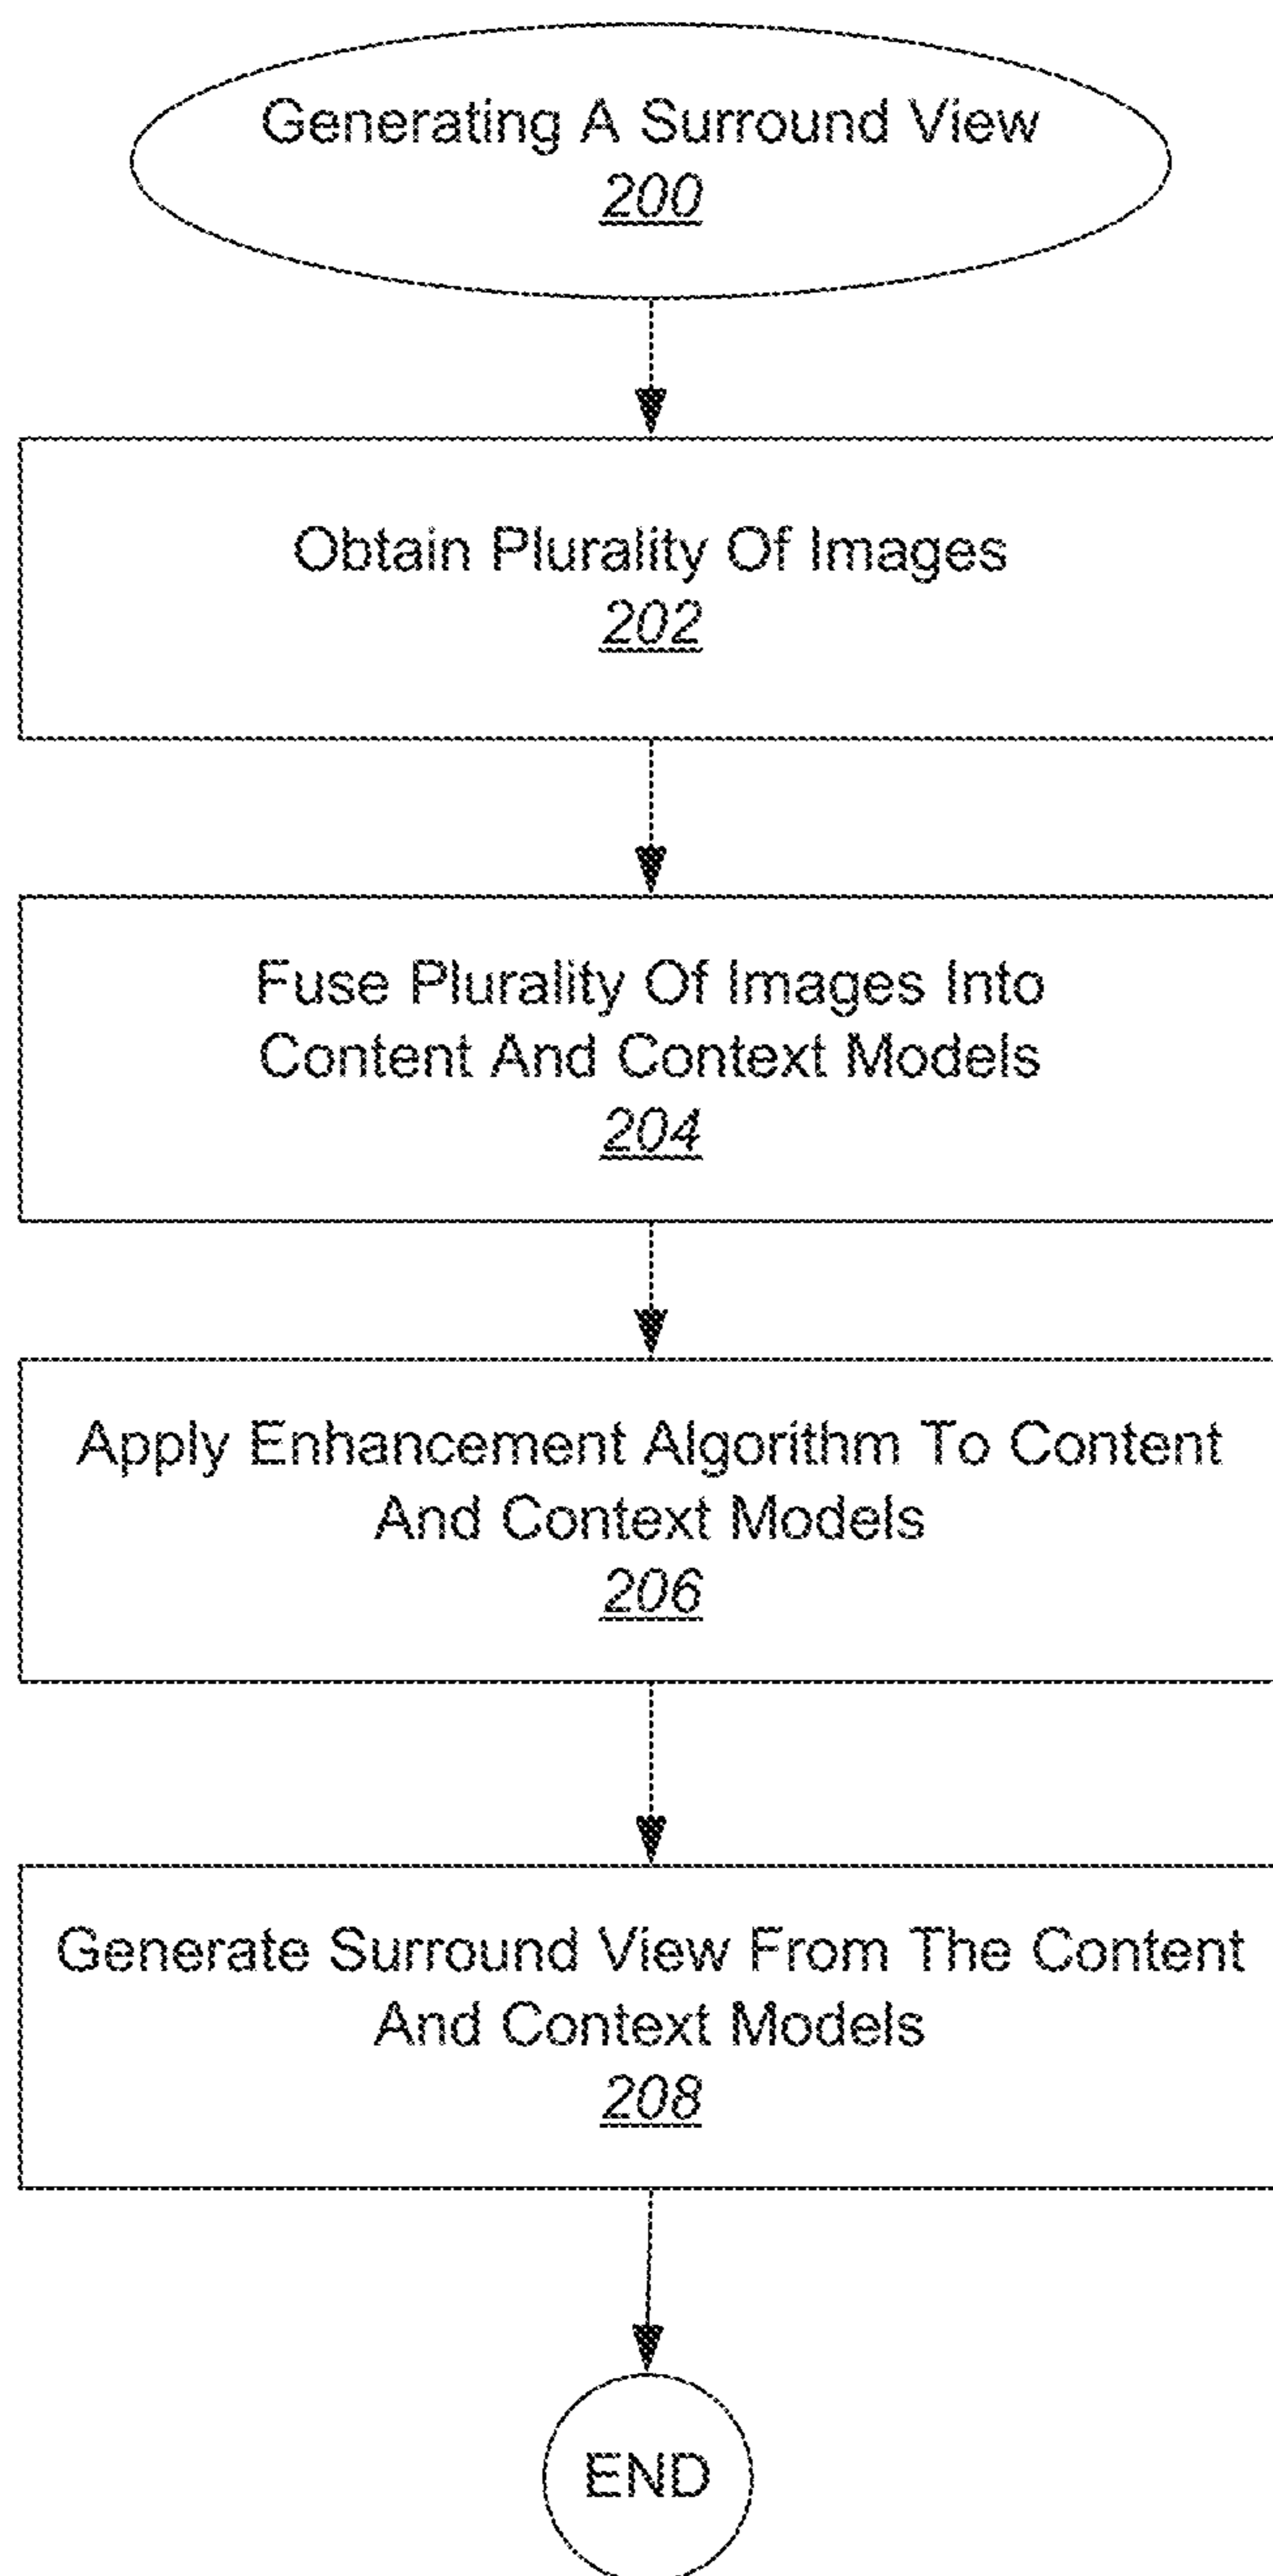 Generating A Surround View
200
Obtain Plurality Of Images
202
Fuse Plurality Of Images Into
Content And Context Models
204
Apply Enhancement Algorithm To Content
And Context Models
206
Generate Surround View From The Content
And Context Models
208
END